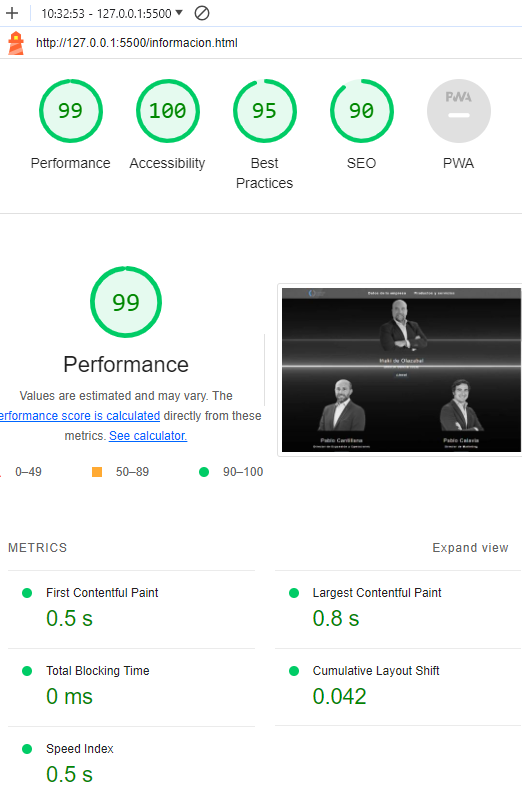 10:32:53 - 127.0.0.1:5500
http://127.0.0.1:5500/informacion.html
99
100
95
90
PWA
Performance
Accessibility
Best
Practices
SEO
PWA
99
Performance
Values are estimated and may vary. The
erformance score is calculated directly from these
metrics. See calculator.
0–49
50–89
90–100
Datos de la empresa
Productos y servicios
Iñaki de Olazabal
Pablo Cantillana
Pablo Calavia
Director de Marketing
METRICS
Expand view
First Contentful Paint
0.5 s
Largest Contentful Paint
0.8 s
Total Blocking Time
0 ms
Cumulative Layout Shift
0.042
Speed Index
0.5 s